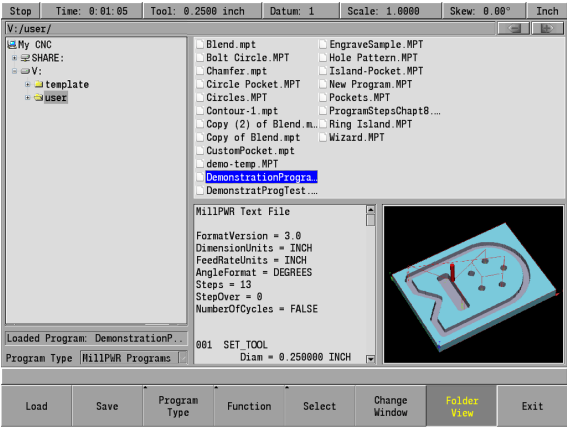 Stop Time: 0:01:05 Tool: 0.2500 inch Datum: 1 Scale: 1.0000 Skew: 0.00° Inch
V:/user/
My CNC
SHARE:
V:
template
user
Blend.mpt
Bolt Circle.MPT
Chamfer.mpt
Circle Pocket.MPT
Circles.MPT
Contour-1.mpt
Copy (2) of Blend.m...
Copy of Blend.mpt
CustomPocket.mpt
demo-temp.MPT
DemonstrationProgra...
DemonstratProgTest....
EngraveSample.MPT
Hole Pattern.MPT
Island-Pocket.MPT
New Program.MPT
Pockets.MPT
ProgramStepsChapt8....
Ring Island.MPT
Wizard.MPT
MillPWR Text File
FormatVersion = 3.0
DimensionUnits = INCH
FeedRateUnits = INCH
AngleFormat = DEGREES
Steps = 13
StepOver = 0
NumberOfCycles = FALSE
001 SET_TOOL
Diam = 0.250000 INCH
Loaded Program: DemonstrationP..
Program Type MillPWR Programs
Load Save Program Type Function Select Change Window Folder View Exit